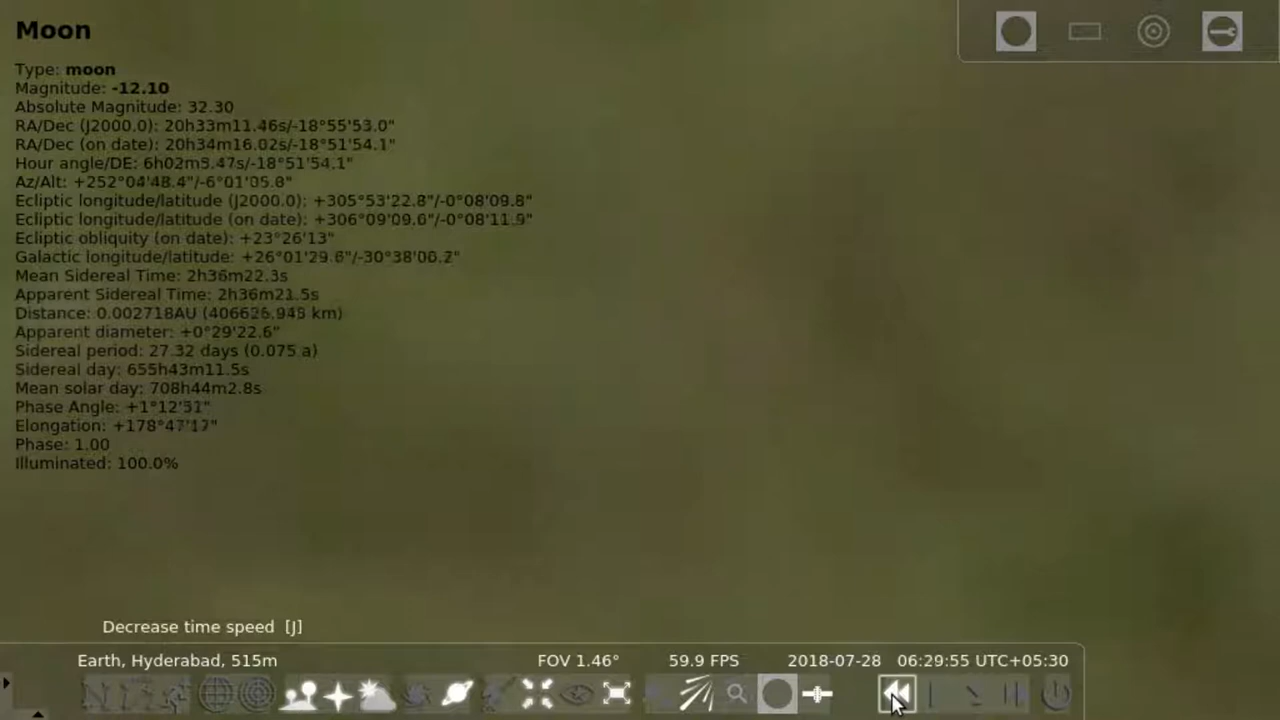 Moon
Type: moon
Magnitude: -12.10
Absolute Magnitude: 32.30
RA/Dec (J2000.0): 20h33m11.46s/-18°55'53.0"
RA/Dec (on date): 20h34m16.02s/-18°51'54.1"
Hour angle/DE: 6h02m5.47s/-18°51'54.1"
Az/Alt: +252°04'48.4"/-6°01'05.8"
Ecliptic longitude/latitude (J2000.0): +305°53'22.8"/-0°08'09.8"
Ecliptic longitude/latitude (on date): +306°09'09.6"/-0°08'11.9"
Ecliptic obliquity (on date): +23°26'13"
Galactic longitude/latitude: +26°01'29.6"/-30°38'00.2"
Mean Sidereal Time: 2h36m22.3s
Apparent Sidereal Time: 2h36m21.5s
Distance: 0.002718AU (406626.948 km)
Apparent diameter: +0°29'22.6"
Sidereal period: 27.32 days (0.075 a)
Sidereal day: 655h43m11.5s
Mean solar day: 708h44m2.8s
Phase Angle: +1°12'31"
Elongation: +178°47'17"
Phase: 1.00
Illuminated: 100.0%
Decrease time speed [J]
Earth, Hyderabad, 515m FOV 1.46° 59.9 FPS 2018-07-28 06:29:55 UTC+05:30